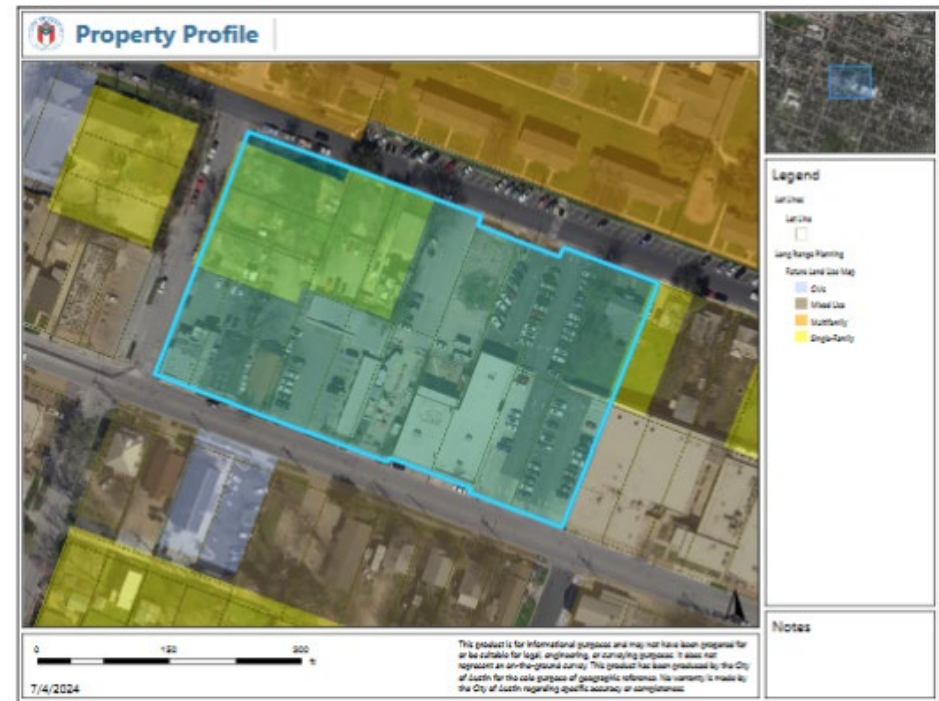 Property Profile
Legend
Lot Lines
Lot Line
Long Range Planning
Future Land Use Map
Civic
Mixed Use
Multifamily
Single-Family
Notes
0 150 300
ft
7/4/2024
This product is for informational purposes and may not have been prepared for
or be suitable for legal, engineering, or surveying purposes. It does not
represent an on-the-ground survey. This product has been produced by the City
of Austin for the sole purpose of geographic reference. No warranty is made by
the City of Austin regarding specific accuracy or completeness.